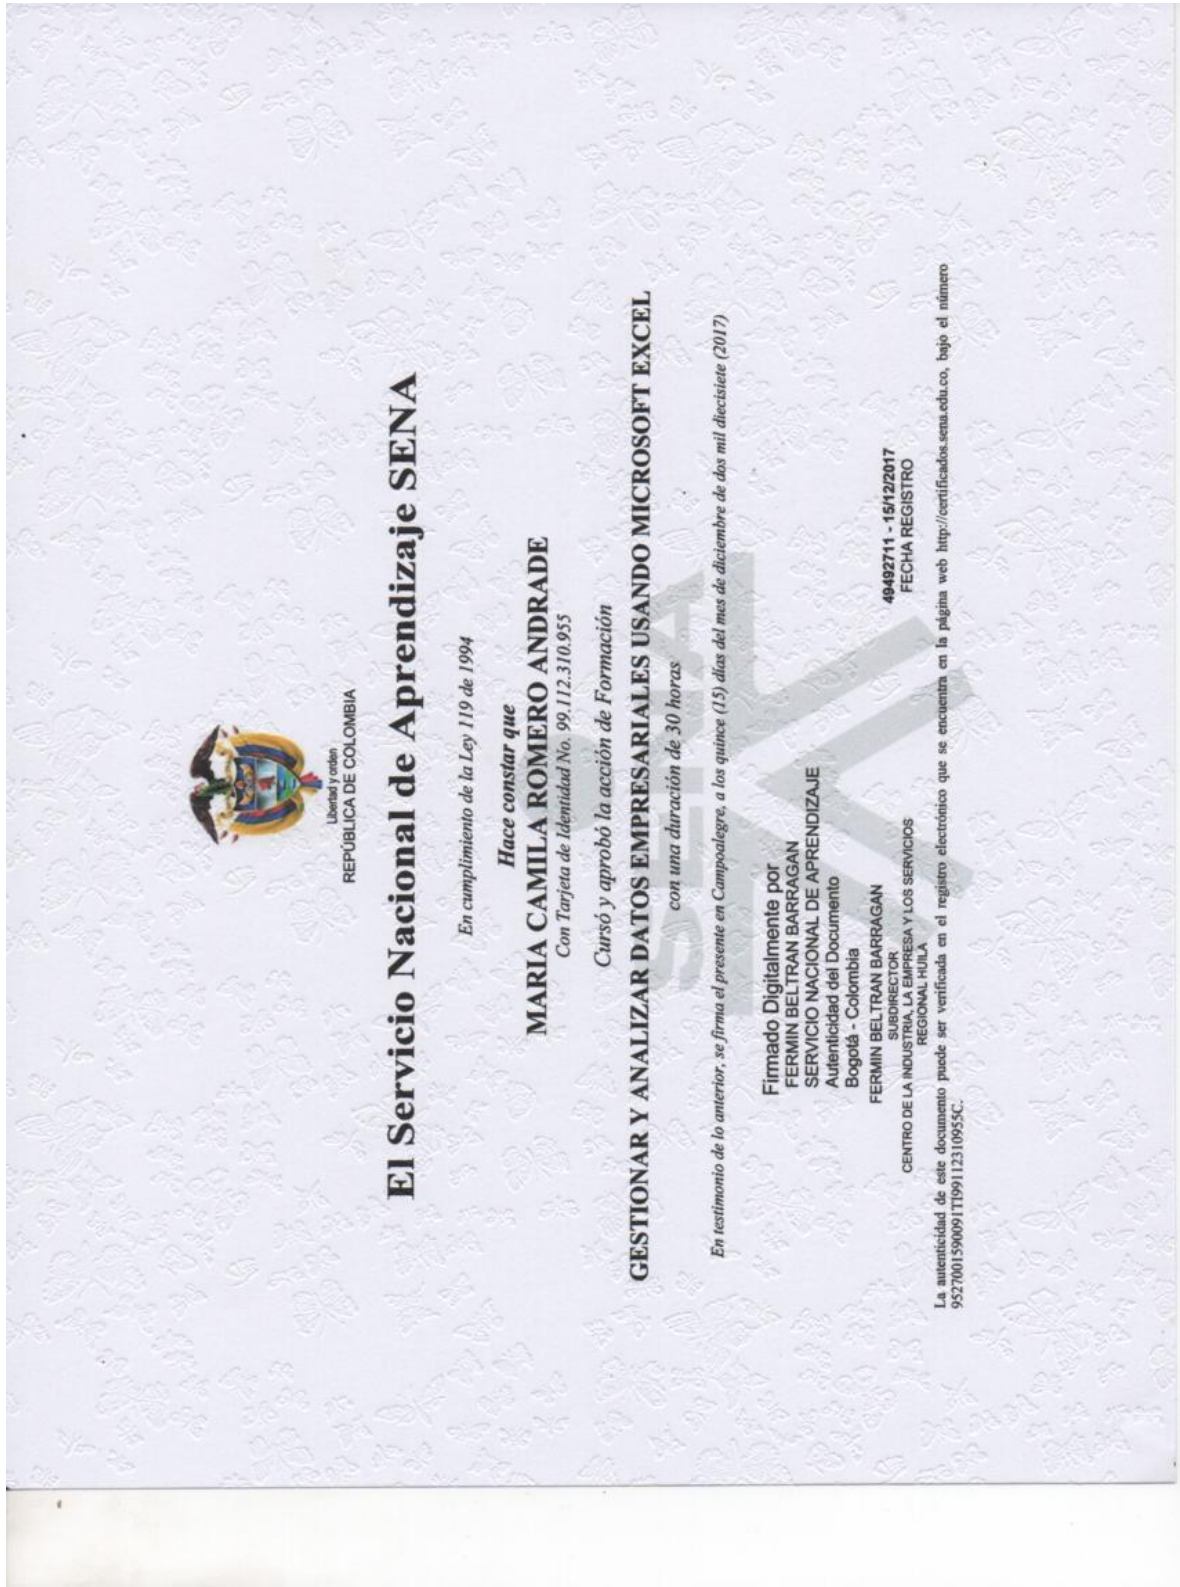 Libertad y orden
REPÚBLICA DE COLOMBIA
El Servicio Nacional de Aprendizaje SENA
En cumplimiento de la Ley 119 de 1994
Hace constar que
MARIA CAMILA ROMERO ANDRADE
Con Tarjeta de Identidad No. 99.112.310.955
Cursó y aprobó la acción de Formación
GESTIONAR Y ANALIZAR DATOS EMPRESARIALES USANDO MICROSOFT EXCEL
con una duración de 30 horas
En testimonio de lo anterior, se firma el presente en Campoalegre, a los quince (15) días del mes de diciembre de dos mil diecisiete (2017)
SENA
Firmado Digitalmente por
FERMIN BELTRAN BARRAGAN
SERVICIO NACIONAL DE APRENDIZAJE
Autenticidad del Documento
Bogotá - Colombia
FERMIN BELTRAN BARRAGAN
SUBDIRECTOR
CENTRO DE LA INDUSTRIA, LA EMPRESA Y LOS SERVICIOS
REGIONAL HUILA
49492711 - 15/12/2017
FECHA REGISTRO
La autenticidad de este documento puede ser verificada en el registro electrónico que se encuentra en la página web http://certificados.sena.edu.co, bajo el número
9527001590091TI99112310955C.